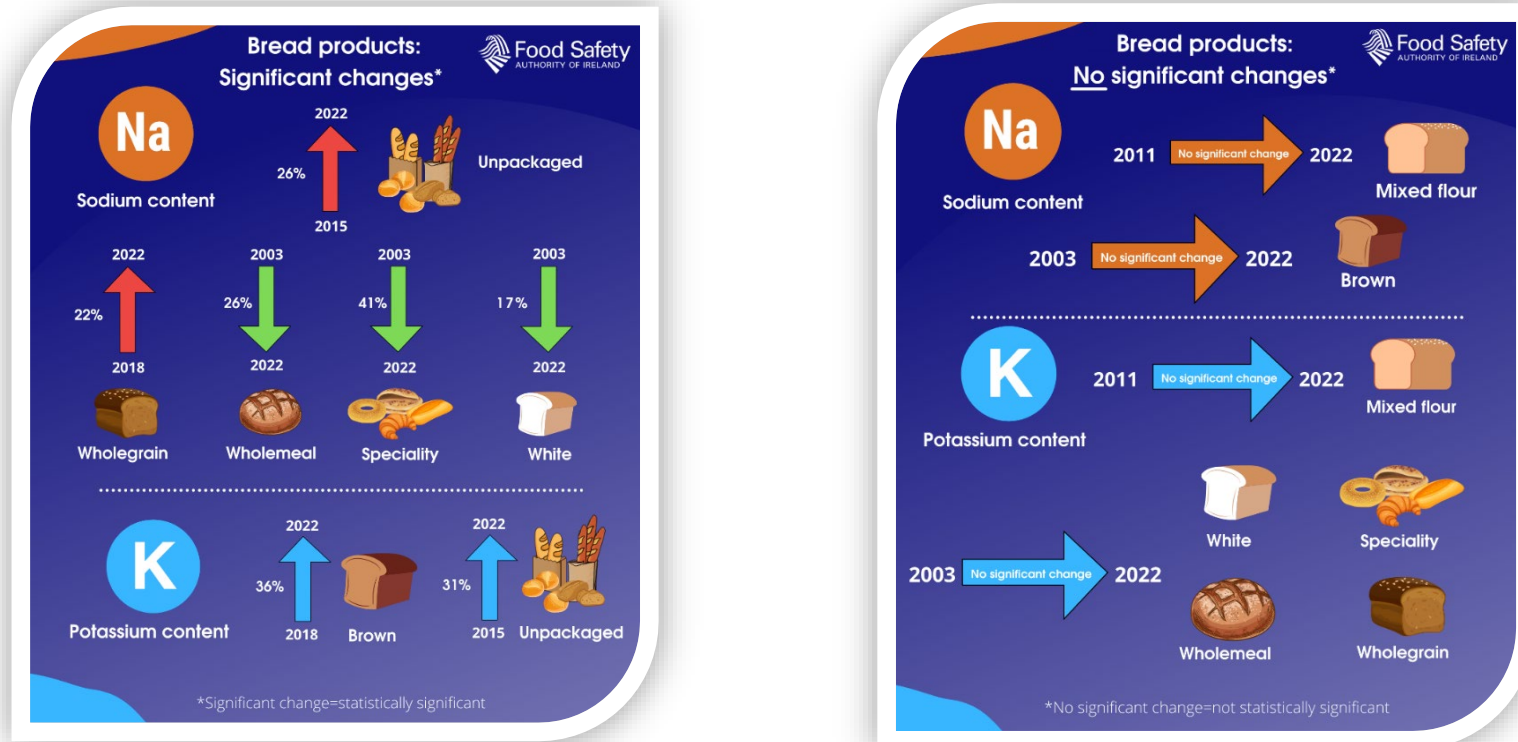 Bread products:
Significant changes*
Food Safety
AUTHORITY OF IRELAND
Na
Sodium content
2022
26%
2015
Unpackaged
2022
22%
2018
Wholegrain
2003
26%
2022
Wholemeal
2003
41%
2022
Speciality
2003
17%
2022
White
K
Potassium content
2022
36%
2018
Brown
2022
31%
2015
Unpackaged
*Significant change=statistically significant
Bread products:
No significant changes*
Food Safety
AUTHORITY OF IRELAND
Na
Sodium content
2011
No significant change
2022
Mixed flour
2003
No significant change
2022
Brown
K
Potassium content
2011
No significant change
2022
Mixed flour
2003
No significant change
2022
White
Speciality
Wholemeal
Wholegrain
*No significant change=not statistically significant